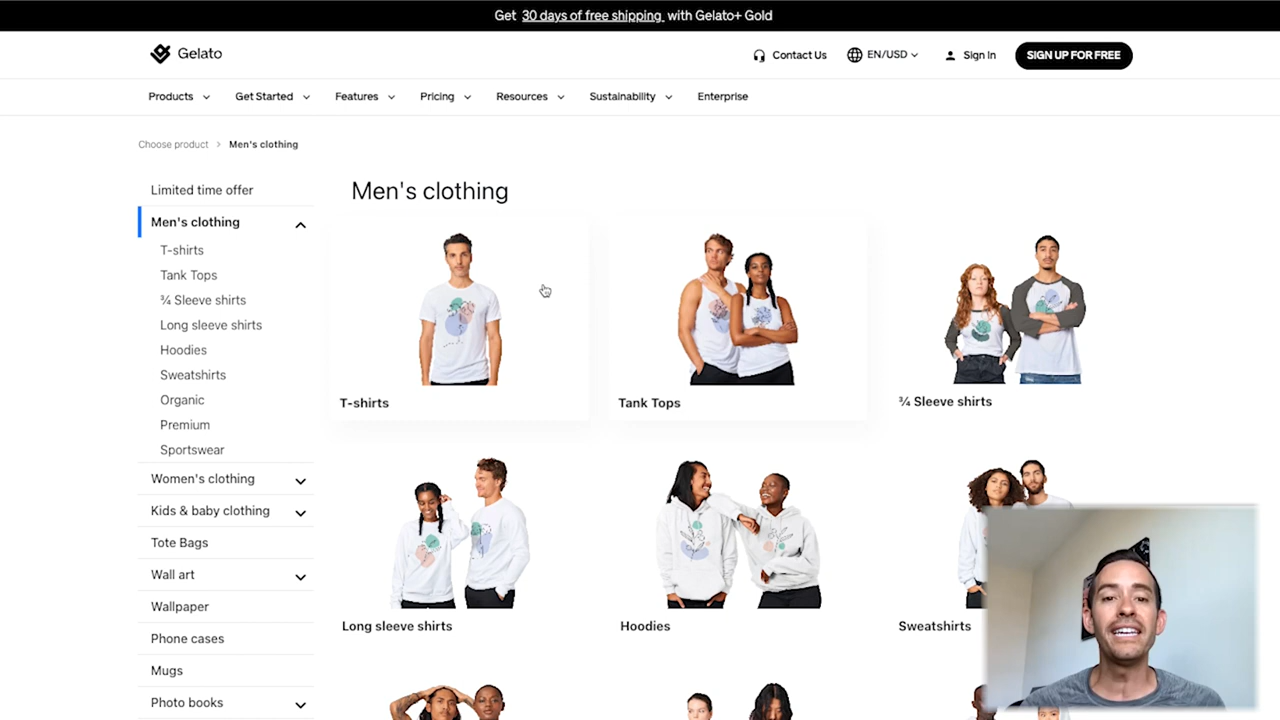 Get 30 days of free shipping with Gelato+ Gold
Gelato
Contact Us
EN/USD
Sign In
SIGN UP FOR FREE
Products
Get Started
Features
Pricing
Resources
Sustainability
Enterprise
Choose product > Men's clothing
Limited time offer
Men's clothing
T-shirts
Tank Tops
¾ Sleeve shirts
Long sleeve shirts
Hoodies
Sweatshirts
Organic
Premium
Sportswear
Women's clothing
Kids & baby clothing
Tote Bags
Wall art
Wallpaper
Phone cases
Mugs
Photo books
Men's clothing
T-shirts
Tank Tops
¾ Sleeve shirts
Long sleeve shirts
Hoodies
Sweatshirts